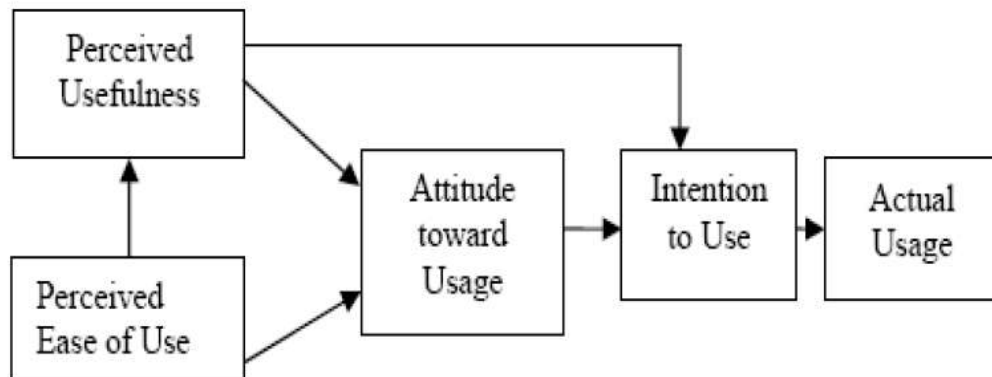 Perceived
Usefulness
Attitude
toward
Usage
Intention
to Use
Actual
Usage
Perceived
Ease of Use